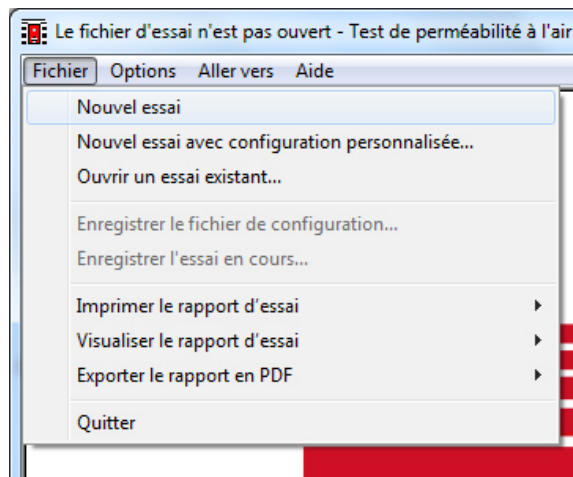 Le fichier d'essai n'est pas ouvert - Test de perméabilité à l'air
Fichier Options Aller vers Aide
Nouvel essai
Nouvel essai avec configuration personnalisée...
Ouvrir un essai existant...
Enregistrer le fichier de configuration...
Enregistrer l'essai en cours...
Imprimer le rapport d'essai
Visualiser le rapport d'essai
Exporter le rapport en PDF
Quitter